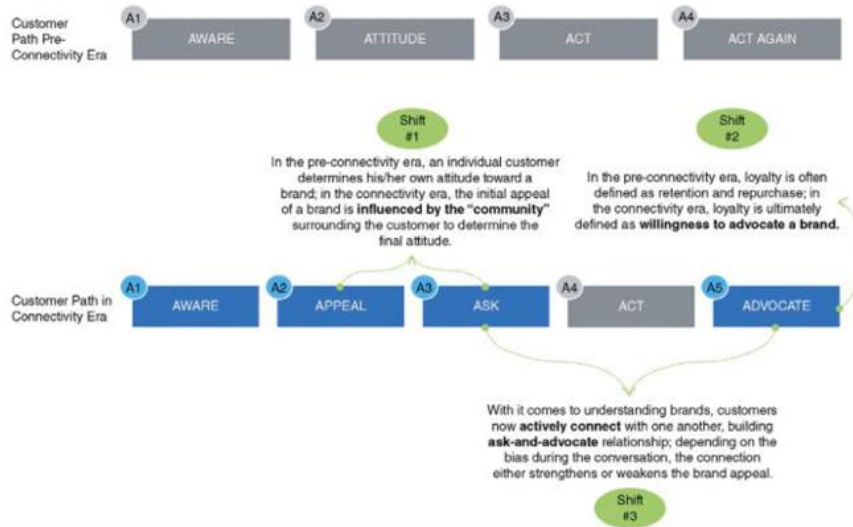 Customer
Path Pre-
Connectivity Era
A1
AWARE
A2
ATTITUDE
A3
ACT
A4
ACT AGAIN
Shift
#1
In the pre-connectivity era, an individual customer
determines his/her own attitude toward a
brand; in the connectivity era, the initial appeal
of a brand is influenced by the “community”
surrounding the customer to determine the
final attitude.
Shift
#2
In the pre-connectivity era, loyalty is often
defined as retention and repurchase; in
the connectivity era, loyalty is ultimately
defined as willingness to advocate a brand.
Customer Path in
Connectivity Era
A1
AWARE
A2
APPEAL
A3
ASK
A4
ACT
A5
ADVOCATE
With it comes to understanding brands, customers
now actively connect with one another, building
ask-and-advocate relationship; depending on the
bias during the conversation, the connection
either strengthens or weakens the brand appeal.
Shift
#3